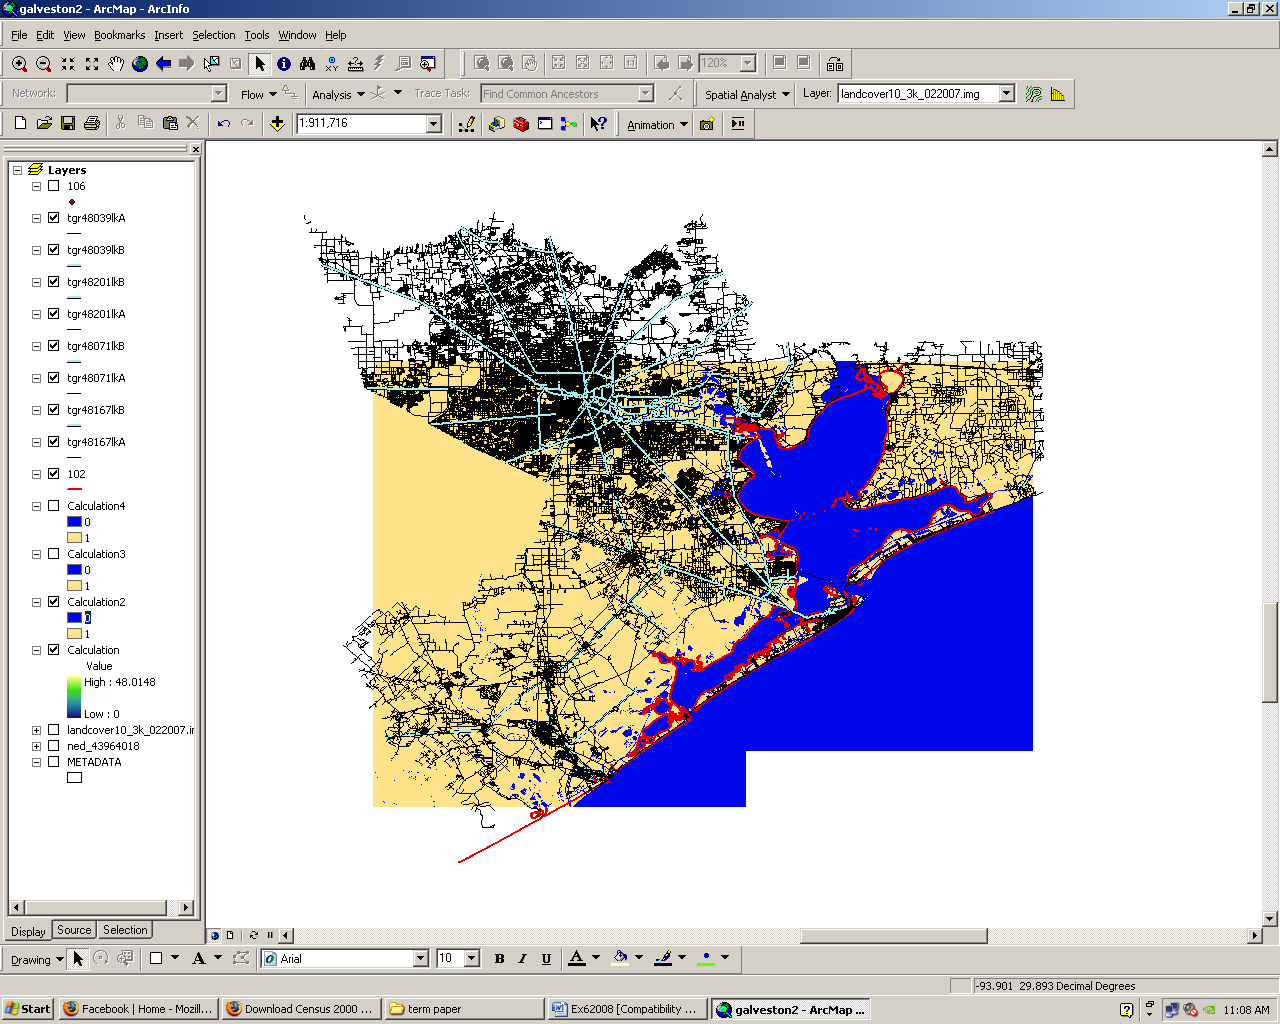 galveston2 - ArcMap - ArcInfo
File Edit View Bookmarks Insert Selection Tools Window Help
120%
Network: Flow Analysis Trace Task: Find Common Ancestors Spatial Analyst Layer: landcover10_3k_022007.img
1:911,716 Animation
Layers
106
tgr48039lkA
tgr48039lkB
tgr48201lkB
tgr48201lkA
tgr48071lkB
tgr48071lkA
tgr48167lkB
tgr48167lkA
102
Calculation4
0
1
Calculation3
0
1
Calculation2
0
1
Calculation
Value
High : 48.0148
Low : 0
landcover10_3k_022007.ir
ned_43964018
METADATA
Display Source Selection
Drawing A Arial 10 B I U A
-93.901 29.893 Decimal Degrees
Start Facebook | Home - Mozill... Download Census 2000 ... term paper Ex62008 [Compatibility ... galveston2 - ArcMap ... 11:08 AM